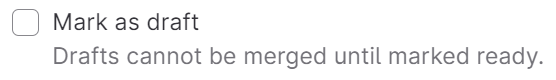 Mark as draft
Drafts cannot be merged until marked ready.